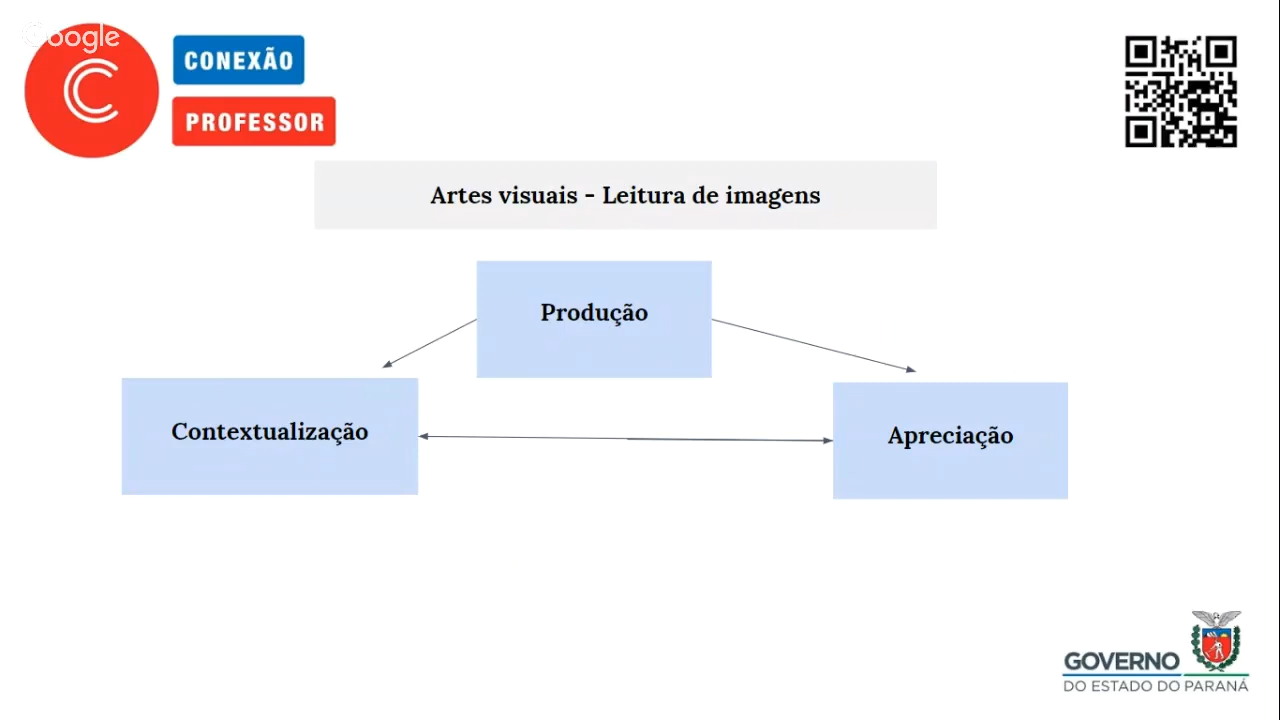 Google
CONEXÃO
PROFESSOR
Artes visuais - Leitura de imagens
Produção
Contextualização
Apreciação
GOVERNO
DO ESTADO DO PARANÁ